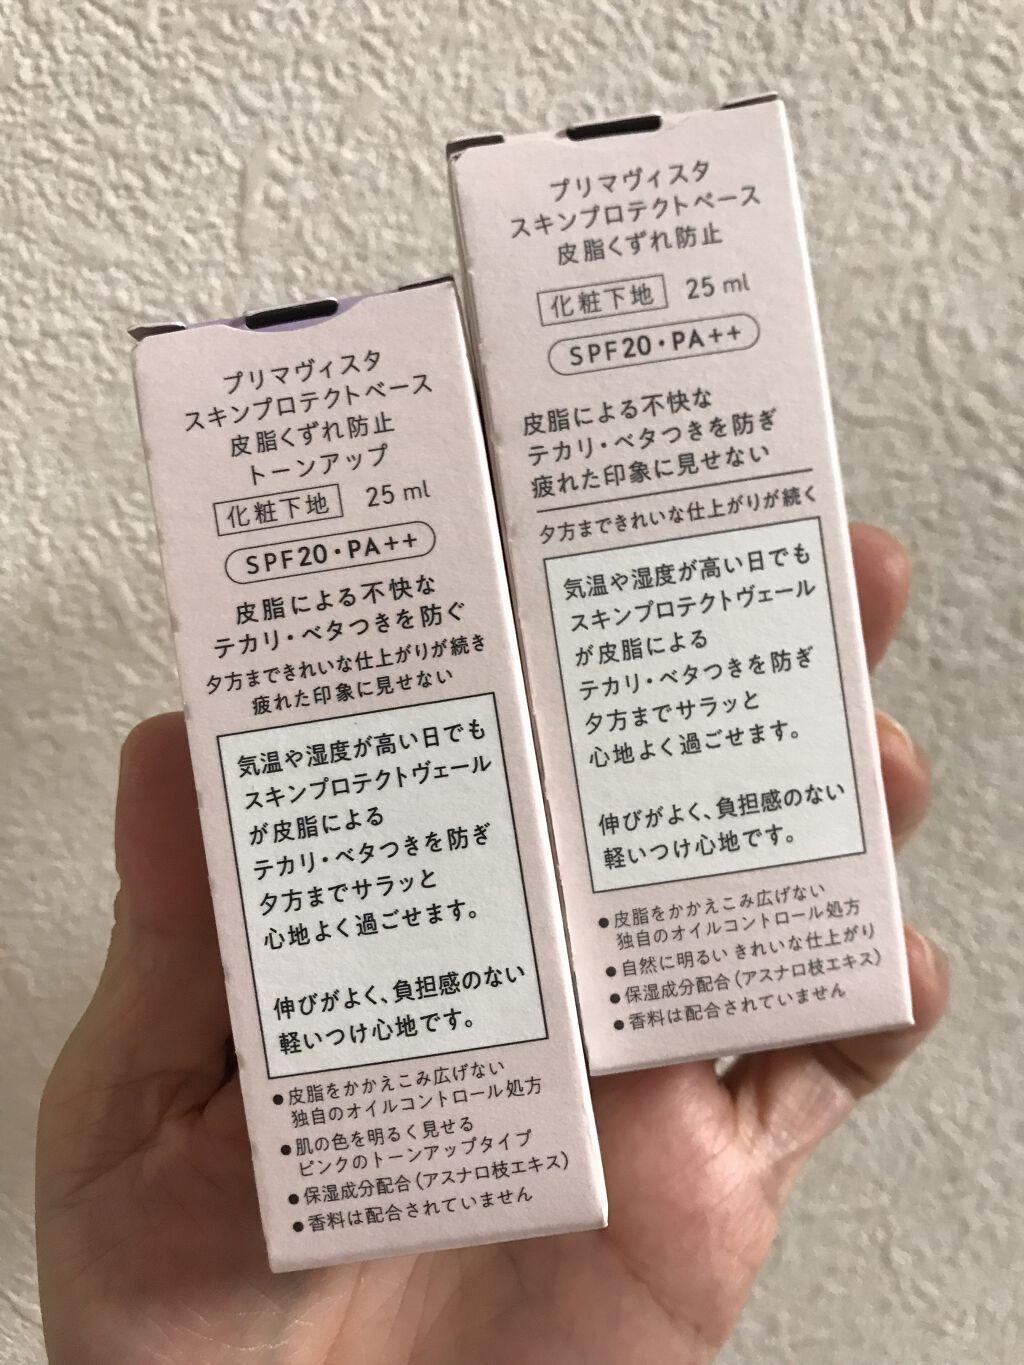 プリマヴィスタ
スキンプロテクトベース
皮脂くずれ防止
トーンアップ
化粧下地 25 ml
SPF20・PA++
皮脂による不快な
テカリ・ベタつきを防ぐ
夕方まできれいな仕上がりが続き
疲れた印象に見せない
気温や湿度が高い日でも
スキンプロテクトヴェール
が皮脂による
テカリ・ベタつきを防ぎ
夕方までサラッと
心地よく過ごせます。
伸びがよく、負担感のない
軽いつけ心地です。
●皮脂をかかえこみ広げない
独自のオイルコントロール処方
●肌の色を明るく見せる
ピンクのトーンアップタイプ
●保湿成分配合(アスナロ枝エキス)
●香料は配合されていません
プリマヴィスタ
スキンプロテクトベース
皮脂くずれ防止
化粧下地 25 ml
SPF20・PA++
皮脂による不快な
テカリ・ベタつきを防ぎ
疲れた印象に見せない
夕方まできれいな仕上がりが続く
気温や湿度が高い日でも
スキンプロテクトヴェール
が皮脂による
テカリ・ベタつきを防ぎ
夕方までサラッと
心地よく過ごせます。
伸びがよく、負担感のない
軽いつけ心地です。
●皮脂をかかえこみ広げない
独自のオイルコントロール処方
●自然に明るい きれいな仕上がり
●保湿成分配合(アスナロ枝エキス)
●香料は配合されていません